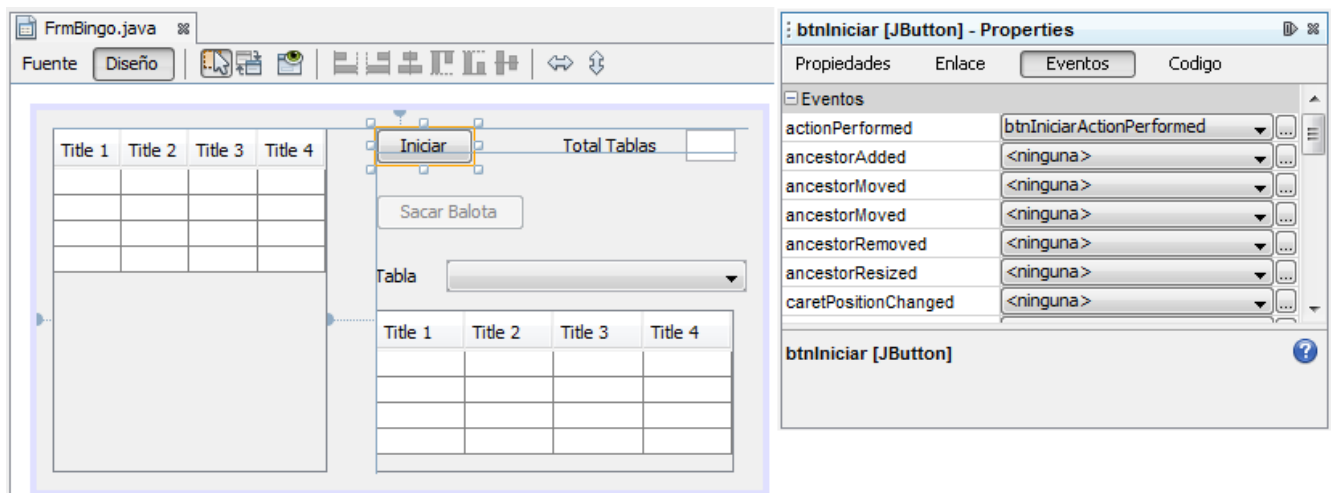 FrmBingo.java
Fuente Diseño
Title 1 Title 2 Title 3 Title 4
Iniciar
Total Tablas
Sacar Balota
Tabla
Title 1 Title 2 Title 3 Title 4
btnIniciar [JButton] - Properties
Propiedades Enlace Eventos Codigo
Eventos
actionPerformed btnIniciarActionPerformed ...
ancestorAdded <ninguna> ...
ancestorMoved <ninguna> ...
ancestorMoved <ninguna> ...
ancestorRemoved <ninguna> ...
ancestorResized <ninguna> ...
caretPositionChanged <ninguna> ...
btnIniciar [JButton]
?